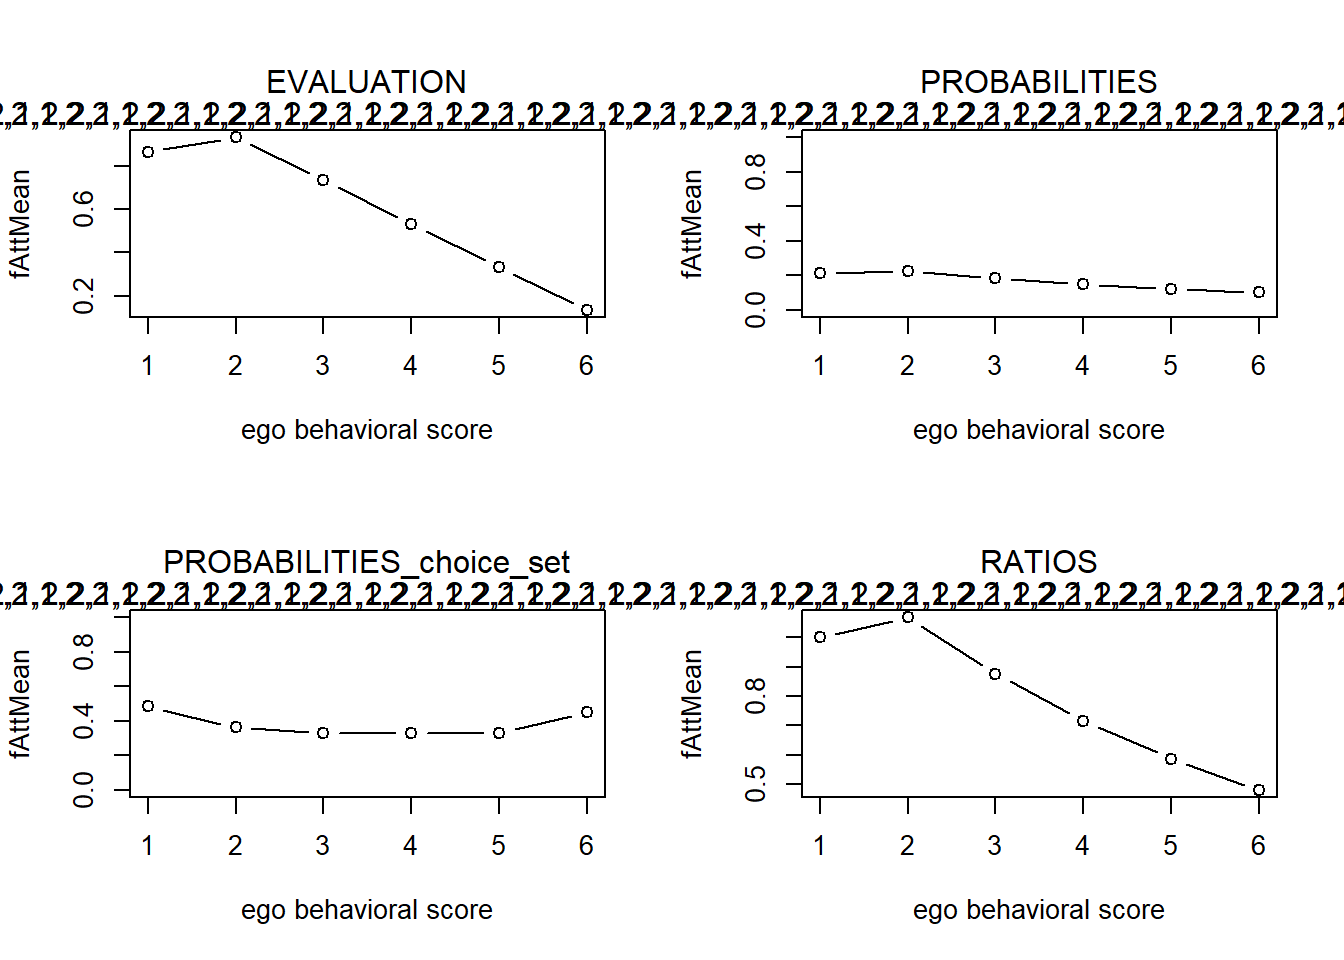 EVALUATION
fAttMean
0.2
0.6
1 2 3 4 5 6
ego behavioral score
PROBABILITIES
fAttMean
0.0
0.4
0.8
1 2 3 4 5 6
ego behavioral score
PROBABILITIES_choice_set
fAttMean
0.0
0.4
0.8
1 2 3 4 5 6
ego behavioral score
RATIOS
fAttMean
0.5
0.8
1 2 3 4 5 6
ego behavioral score